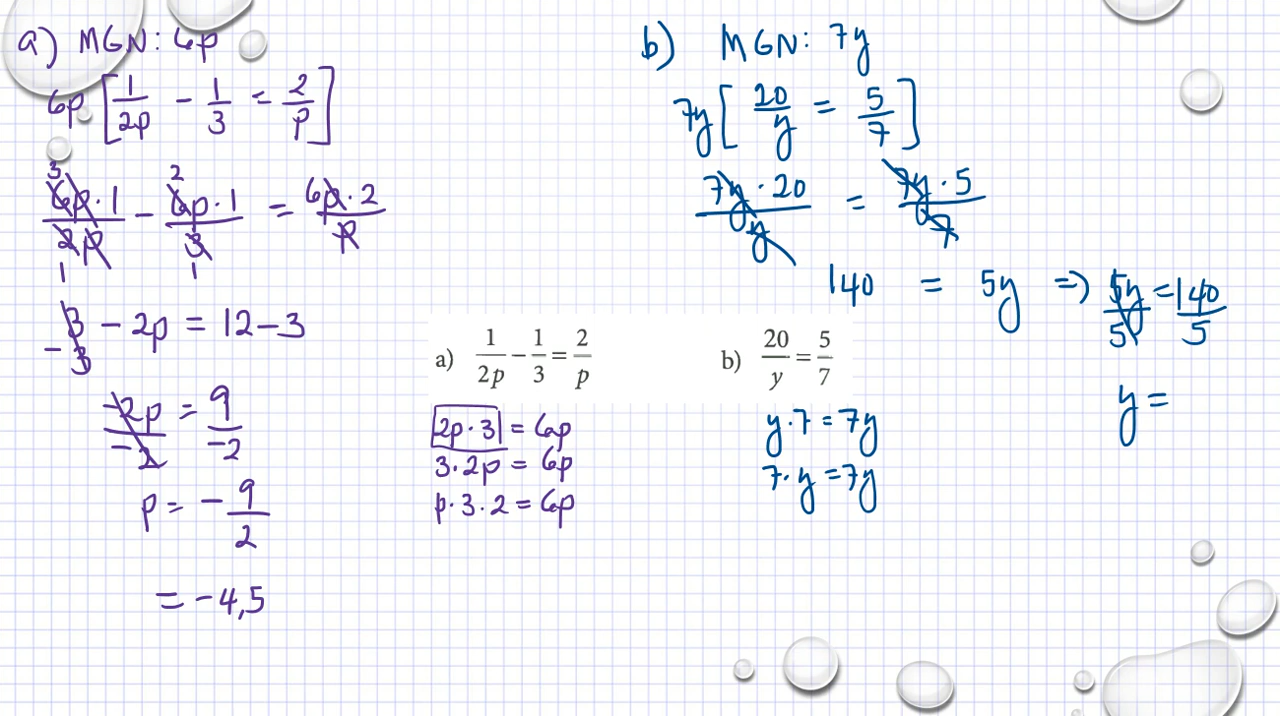 a) MGN: 6p
6p [ 1/2p - 1/3 = 2/p ]
3 2
6p·1/2p - 6p·1/3 = 6p·2/p
1 1
3 - 2p = 12 - 3
- 3
-2p/-2 = 9/-2
p = - 9/2
= -4,5
a) 1/2p - 1/3 = 2/p
2p · 3 = 6p
3 · 2p = 6p
p · 3 · 2 = 6p
b) MGN: 7y
7y [ 20/y = 5/7 ]
7y · 20/y = 7y · 5/7
140 = 5y => 5y/5 = 140/5
y =
b) 20/y = 5/7
y · 7 = 7y
7 · y = 7y